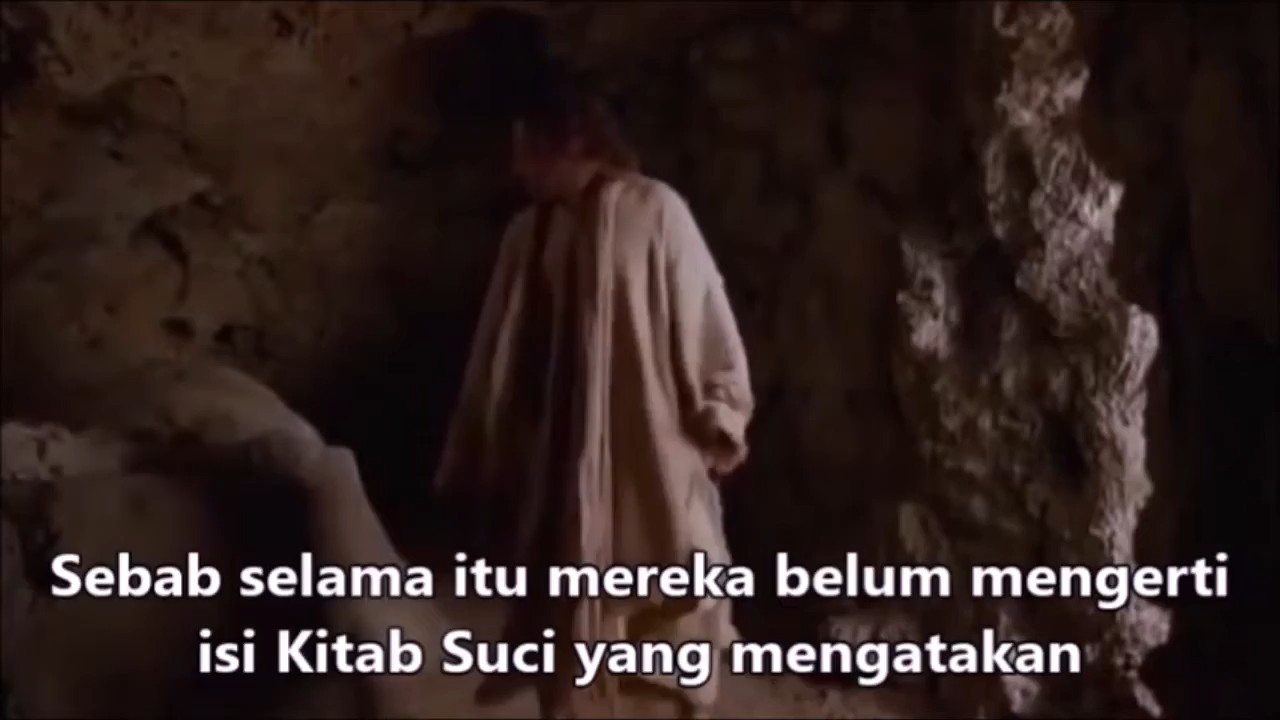 Sebab selama itu mereka belum mengerti
isi Kitab Suci yang mengatakan